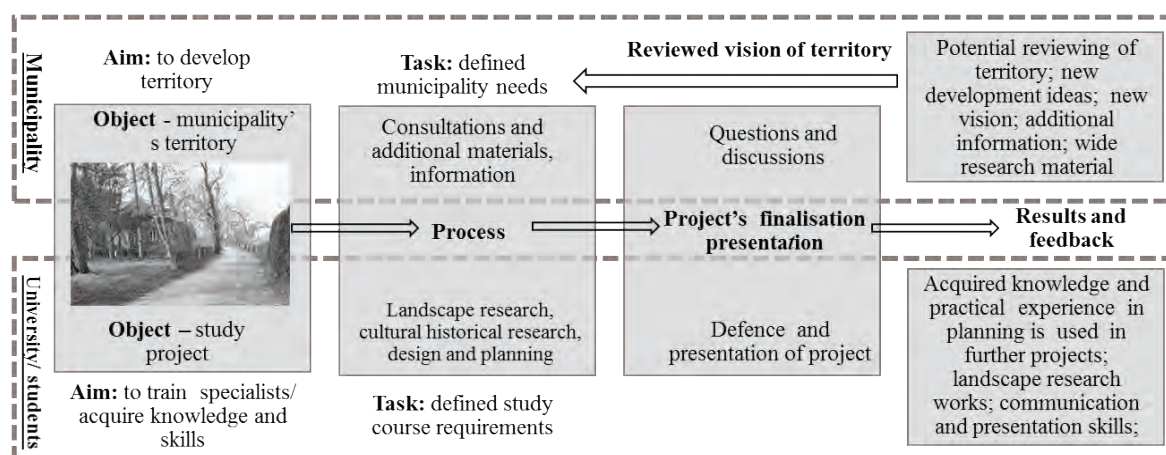 Municipality
Aim: to develop
territory
Object - municipality’
s territory
Object – study
project
Aim: to train specialists/
acquire knowledge and
skills
Task: defined
municipality needs
Consultations and
additional materials,
information
Process
Landscape research,
cultural historical research,
design and planning
Task: defined study
course requirements
Reviewed vision of territory
Questions and
discussions
Project’s finalisation
presentation
Defence and
presentation of project
Potential reviewing of
territory; new
development ideas; new
vision; additional
information; wide
research material
Results and
feedback
Acquired knowledge and
practical experience in
planning is used in
further projects;
landscape research
works; communication
and presentation skills;
University/ students